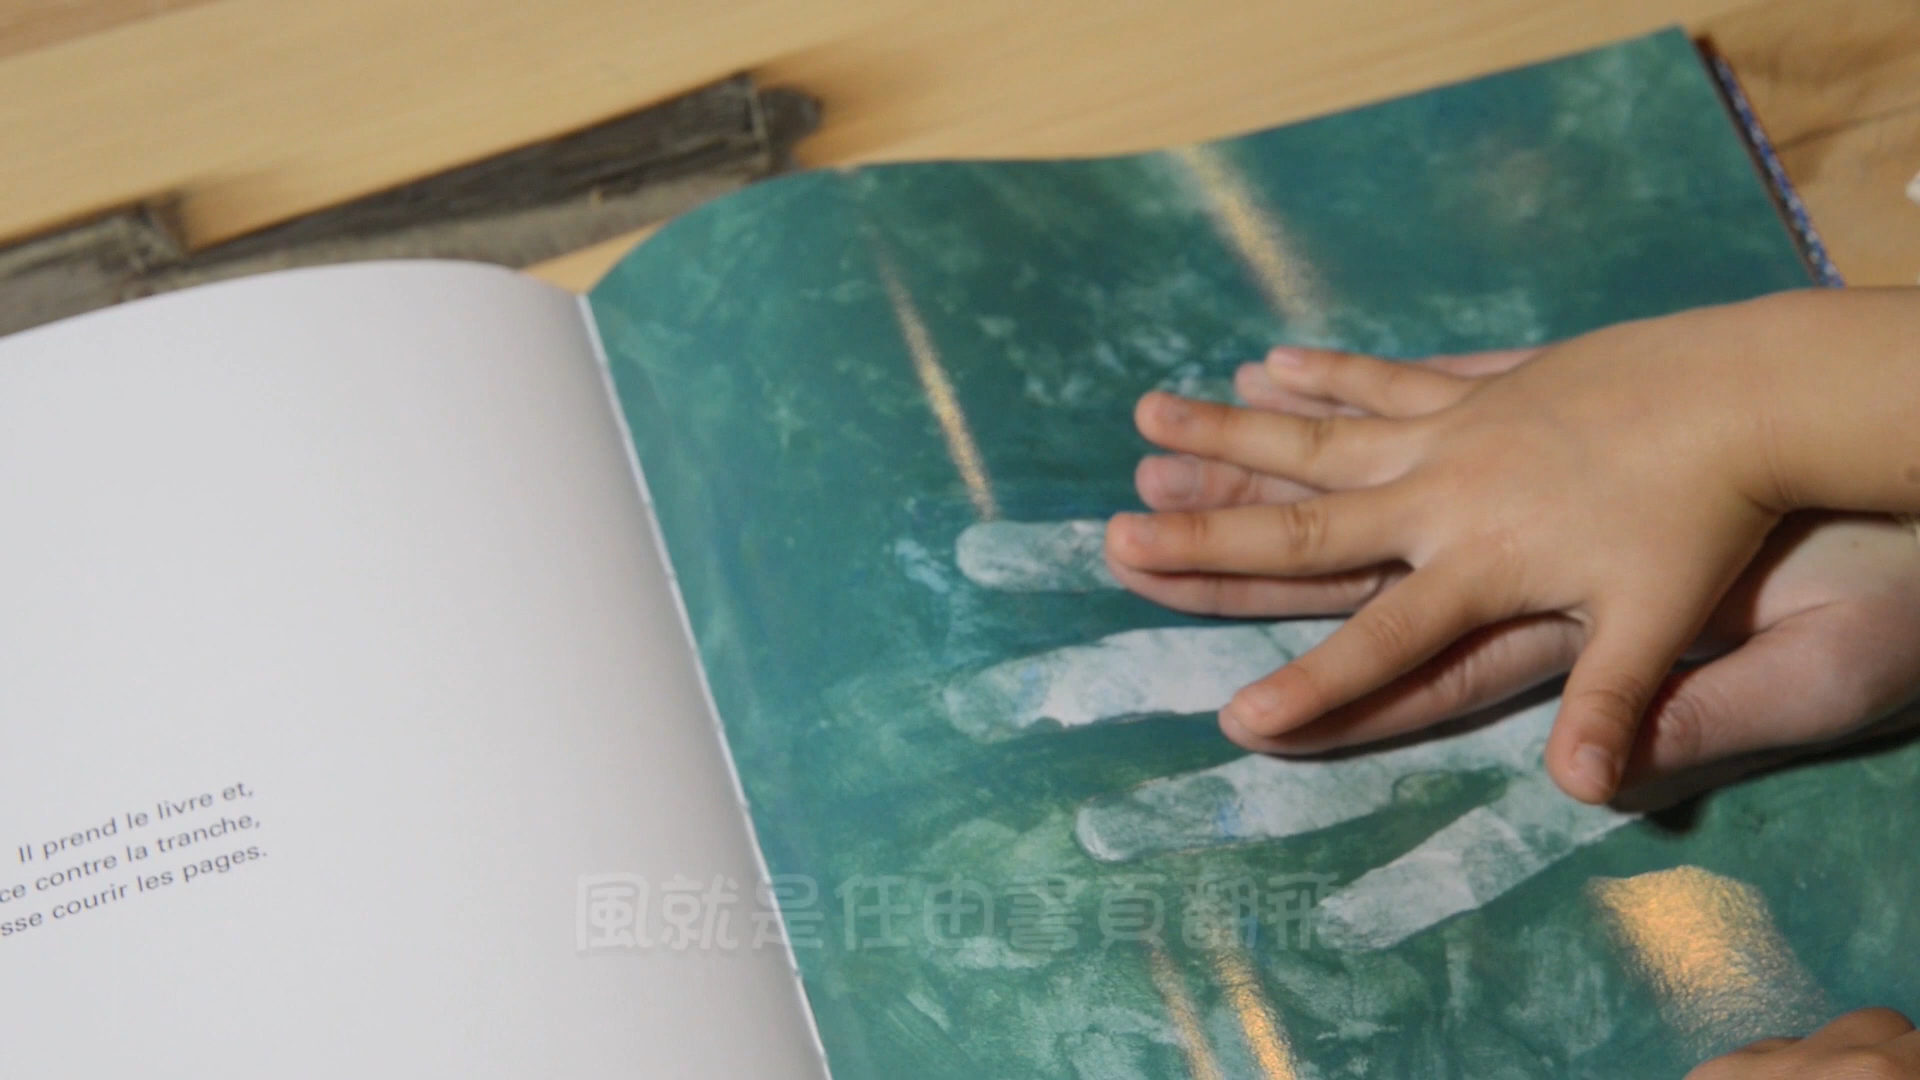 Il prend le livre et,
ce contre la tranche,
sse courir les pages.
風就是任由書頁翻飛